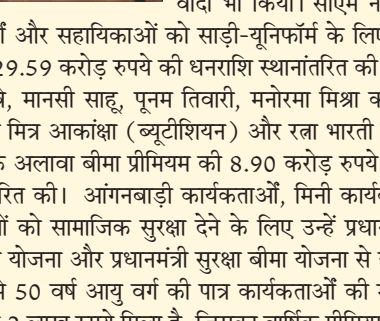 वादा भी किया। सीएम न
और सहायिकाओं को साड़ी-यूनिफॉर्म के लिए
29.59 करोड़ रुपये की धनराशि स्थानांतरित की
मानसी साहू, पूनम तिवारी, मनोरमा मिश्रा क
मित्र आकांक्षा (ब्यूटीशियन) और रत्ना भारती
अलावा बीमा प्रीमियम की 8.90 करोड़ रुपये
रित की। आंगनबाड़ी कार्यकर्ताओं, मिनी कार्य
को सामाजिक सुरक्षा देने के लिए उन्हें प्रधान
योजना और प्रधानमंत्री सुरक्षा बीमा योजना से
50 वर्ष आयु वर्ग की पात्र कार्यकर्ताओं की